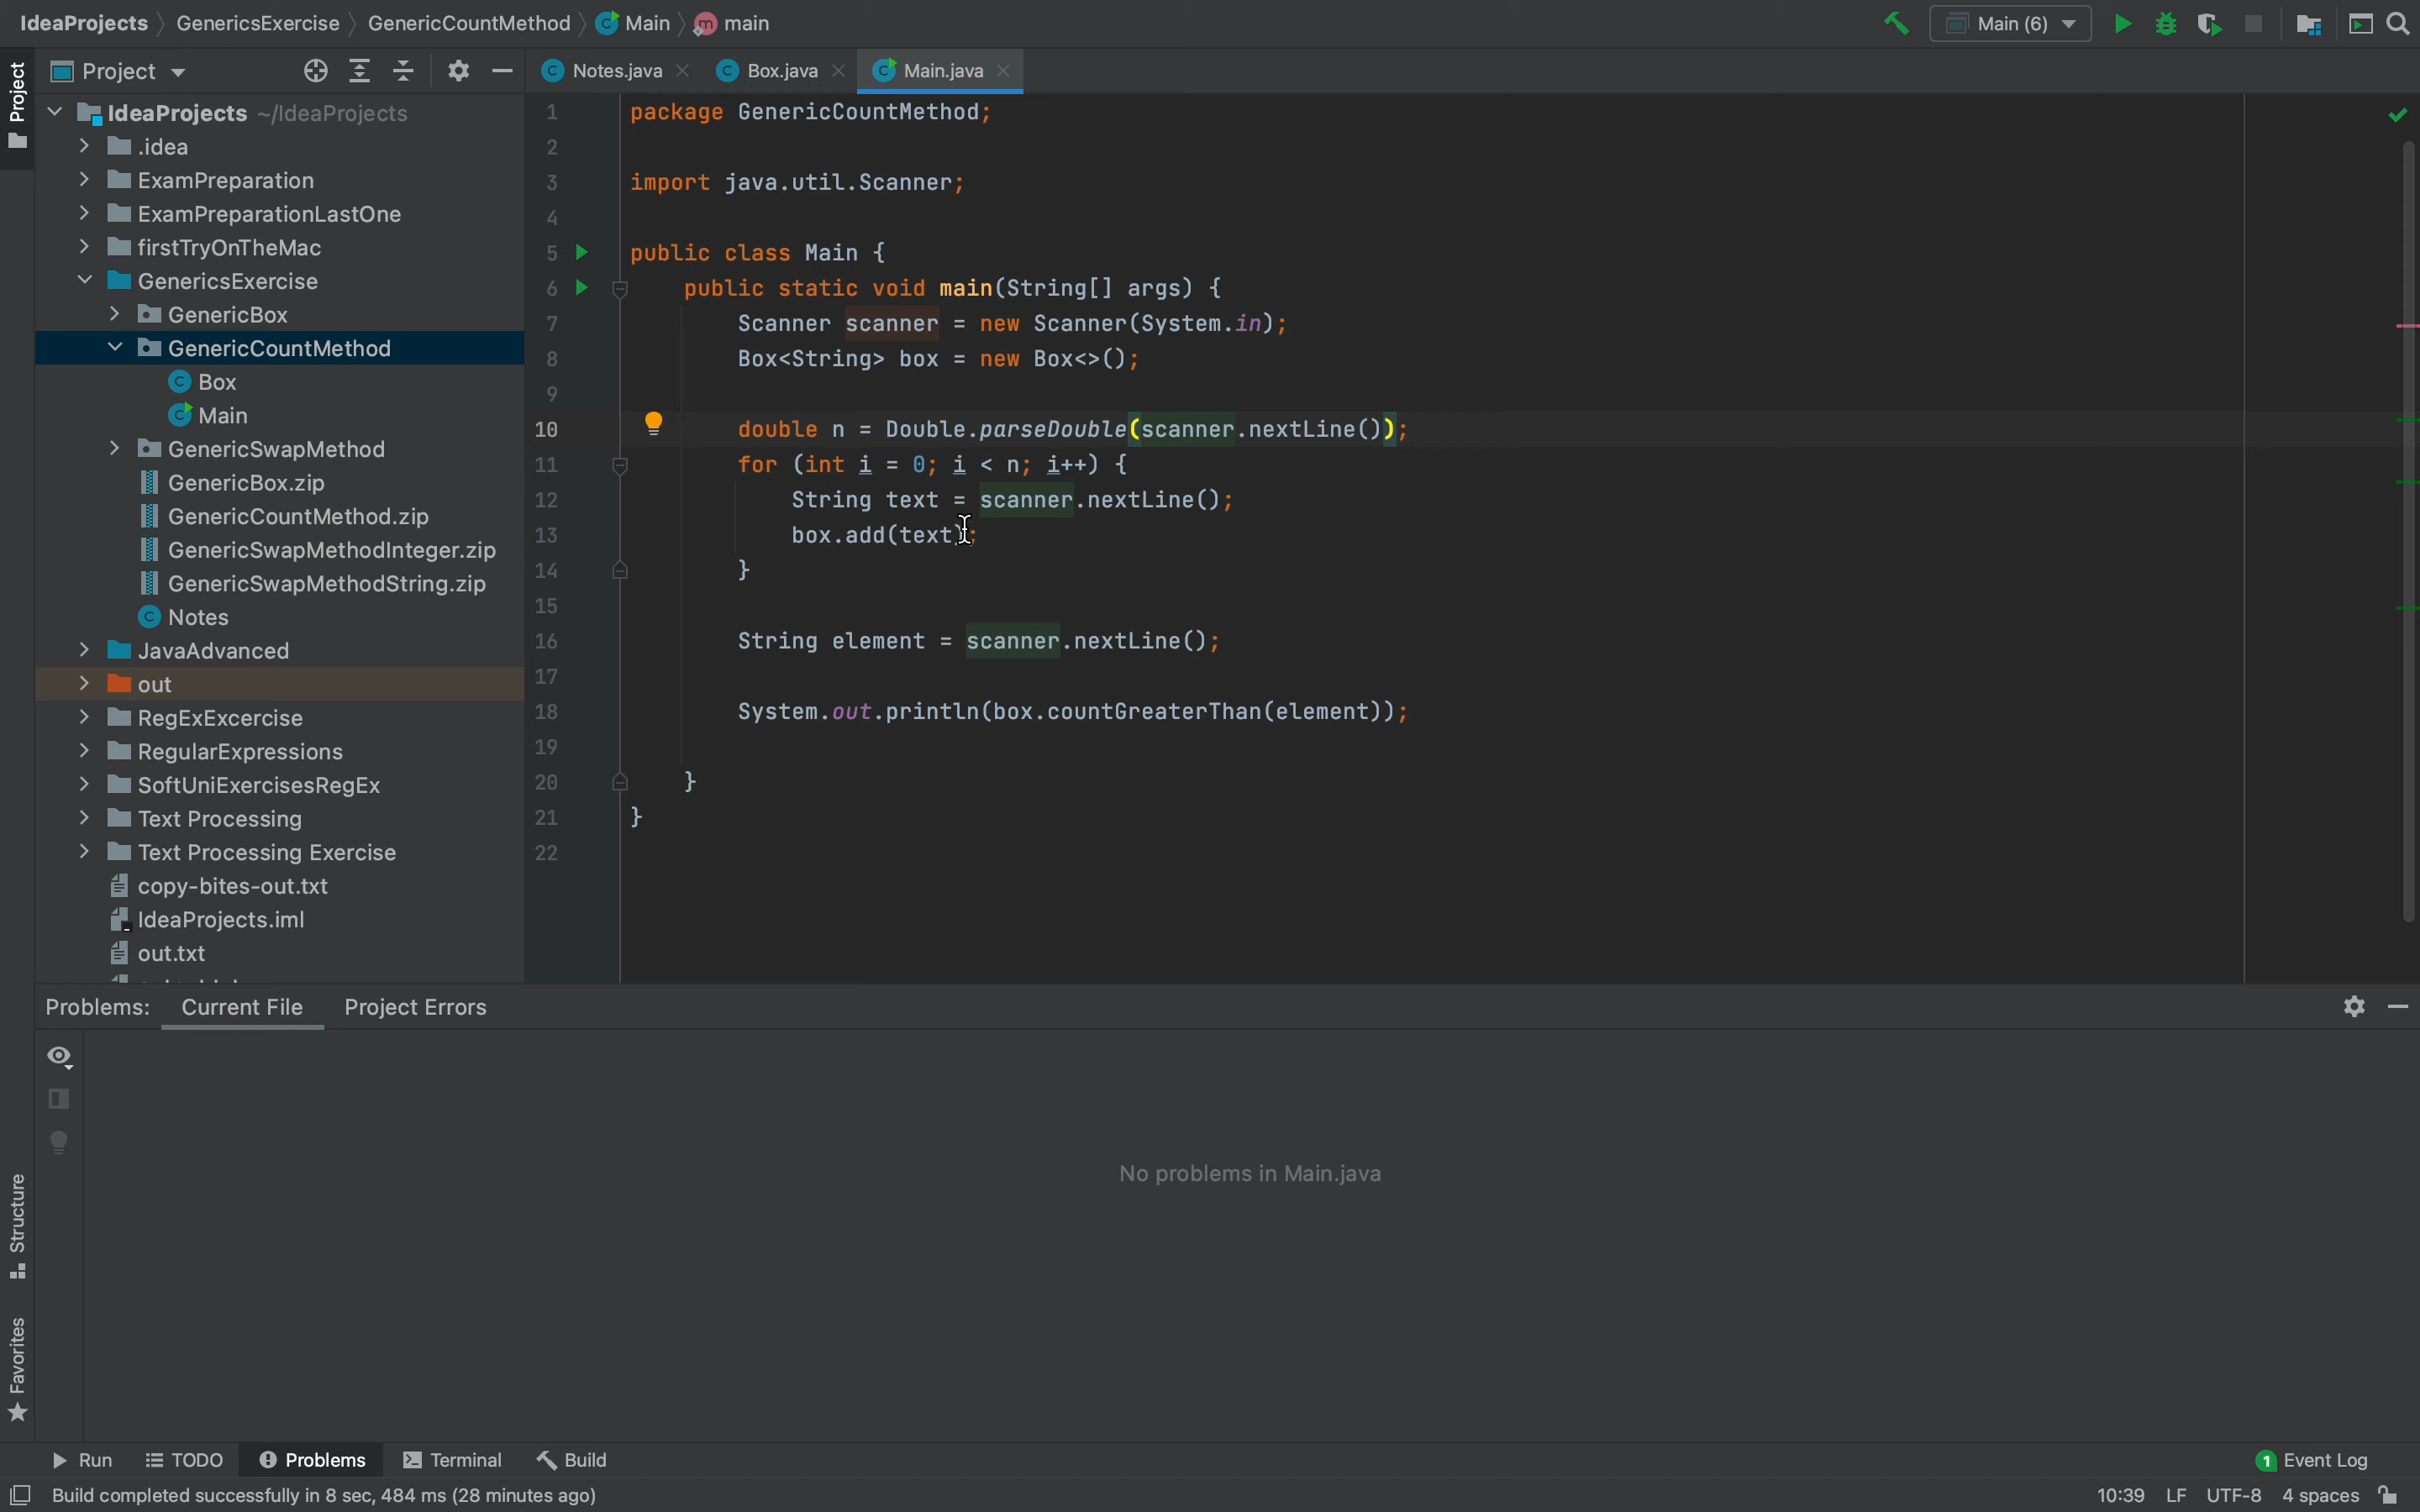 IdeaProjects GenericsExercise GenericCountMethod Main main
Main (6)
Project
Project
Notes.java Box.java Main.java
IdeaProjects ~/IdeaProjects
.idea
ExamPreparation
ExamPreparationLastOne
firstTryOnTheMac
GenericsExercise
GenericBox
GenericCountMethod
Box
Main
GenericSwapMethod
GenericBox.zip
GenericCountMethod.zip
GenericSwapMethodInteger.zip
GenericSwapMethodString.zip
Notes
JavaAdvanced
out
RegExExcercise
RegularExpressions
SoftUniExercisesRegEx
Text Processing
Text Processing Exercise
copy-bites-out.txt
IdeaProjects.iml
out.txt
1 package GenericCountMethod;
2
3 import java.util.Scanner;
4
5 public class Main {
6 public static void main(String[] args) {
7 Scanner scanner = new Scanner(System.in);
8 Box<String> box = new Box<>();
9
10 double n = Double.parseDouble(scanner.nextLine());
11 for (int i = 0; i < n; i++) {
12 String text = scanner.nextLine();
13 box.add(text);
14 }
15
16 String element = scanner.nextLine();
17
18 System.out.println(box.countGreaterThan(element));
19
20 }
21 }
22
Problems: Current File Project Errors
No problems in Main.java
Structure
Favorites
Run TODO Problems Terminal Build
1 Event Log
Build completed successfully in 8 sec, 484 ms (28 minutes ago)
10:39 LF UTF-8 4 spaces